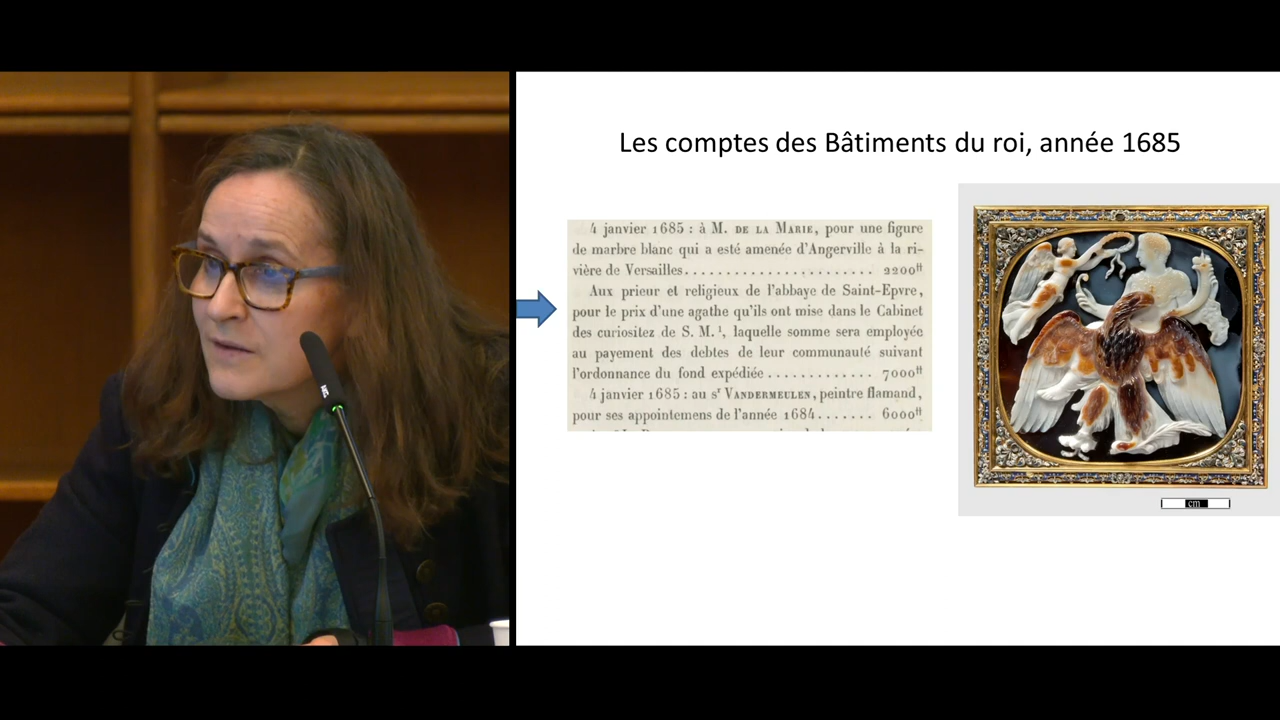 Les comptes des Bâtiments du roi, année 1685
4 janvier 1685 : à M. DE LA MARIE, pour une figure
de marbre blanc qui a esté amenée d'Angerville à la ri-
vière de Versailles....................... 2200ᵗᵗ
Aux prieur et religieux de l'abbaye de Saint-Epvre,
pour le prix d'une agathe qu'ils ont mise dans le Cabinet
des curiositez de S. M.¹, laquelle somme sera employée
au payement des debtes de leur communauté suivant
l'ordonnance du fond expédiée............ 7000ᵗᵗ
4 janvier 1685 : au sʳ VANDERMEULEN, peintre flamand,
pour ses appointemens de l'année 1684....... 6000ᵗᵗ
cm